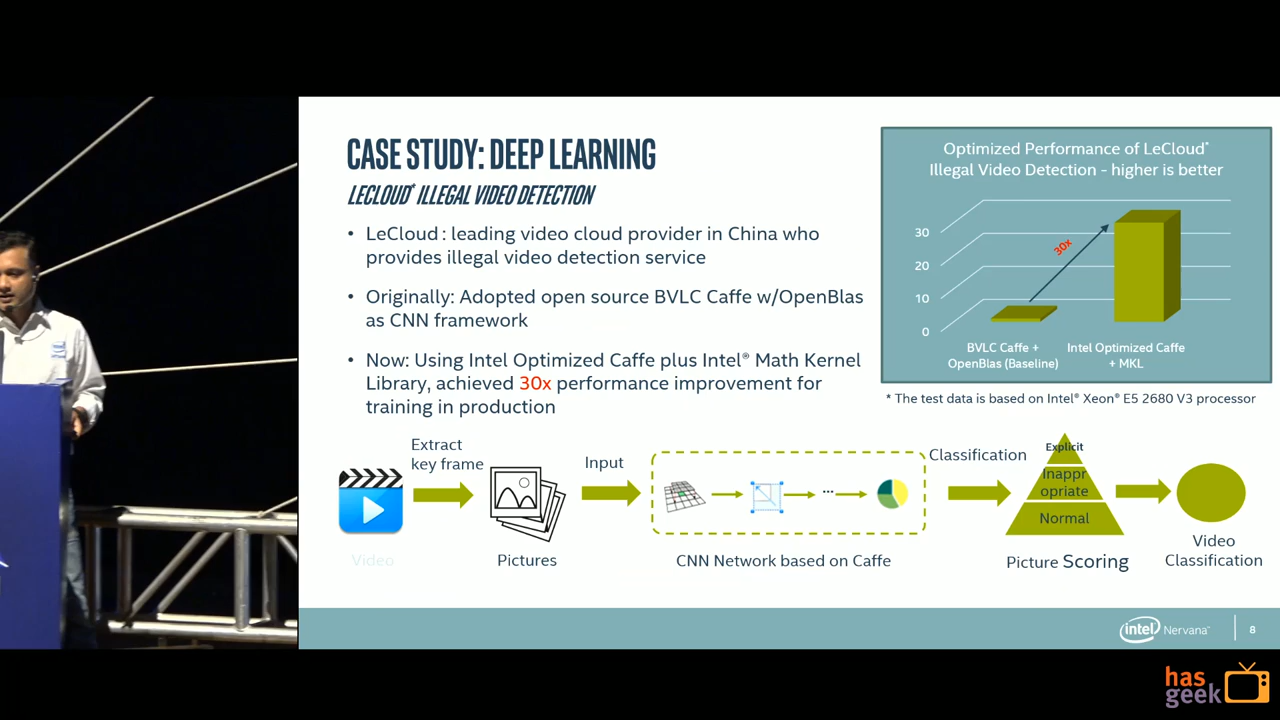 CASE STUDY: DEEP LEARNING
LECLOUD* ILLEGAL VIDEO DETECTION
• LeCloud : leading video cloud provider in China who
provides illegal video detection service
• Originally: Adopted open source BVLC Caffe w/OpenBlas
as CNN framework
• Now: Using Intel Optimized Caffe plus Intel® Math Kernel
Library, achieved 30x performance improvement for
training in production
Optimized Performance of LeCloud*
Illegal Video Detection - higher is better
30
20
10
0
30x
BVLC Caffe +
OpenBlas (Baseline)
Intel Optimized Caffe
+ MKL
* The test data is based on Intel® Xeon® E5 2680 V3 processor
Extract
key frame
Input
Classification
Explicit
Inappr
opriate
Normal
...
Video
Pictures
CNN Network based on Caffe
Picture Scoring
Video
Classification
intel Nervana™
8
has
geek